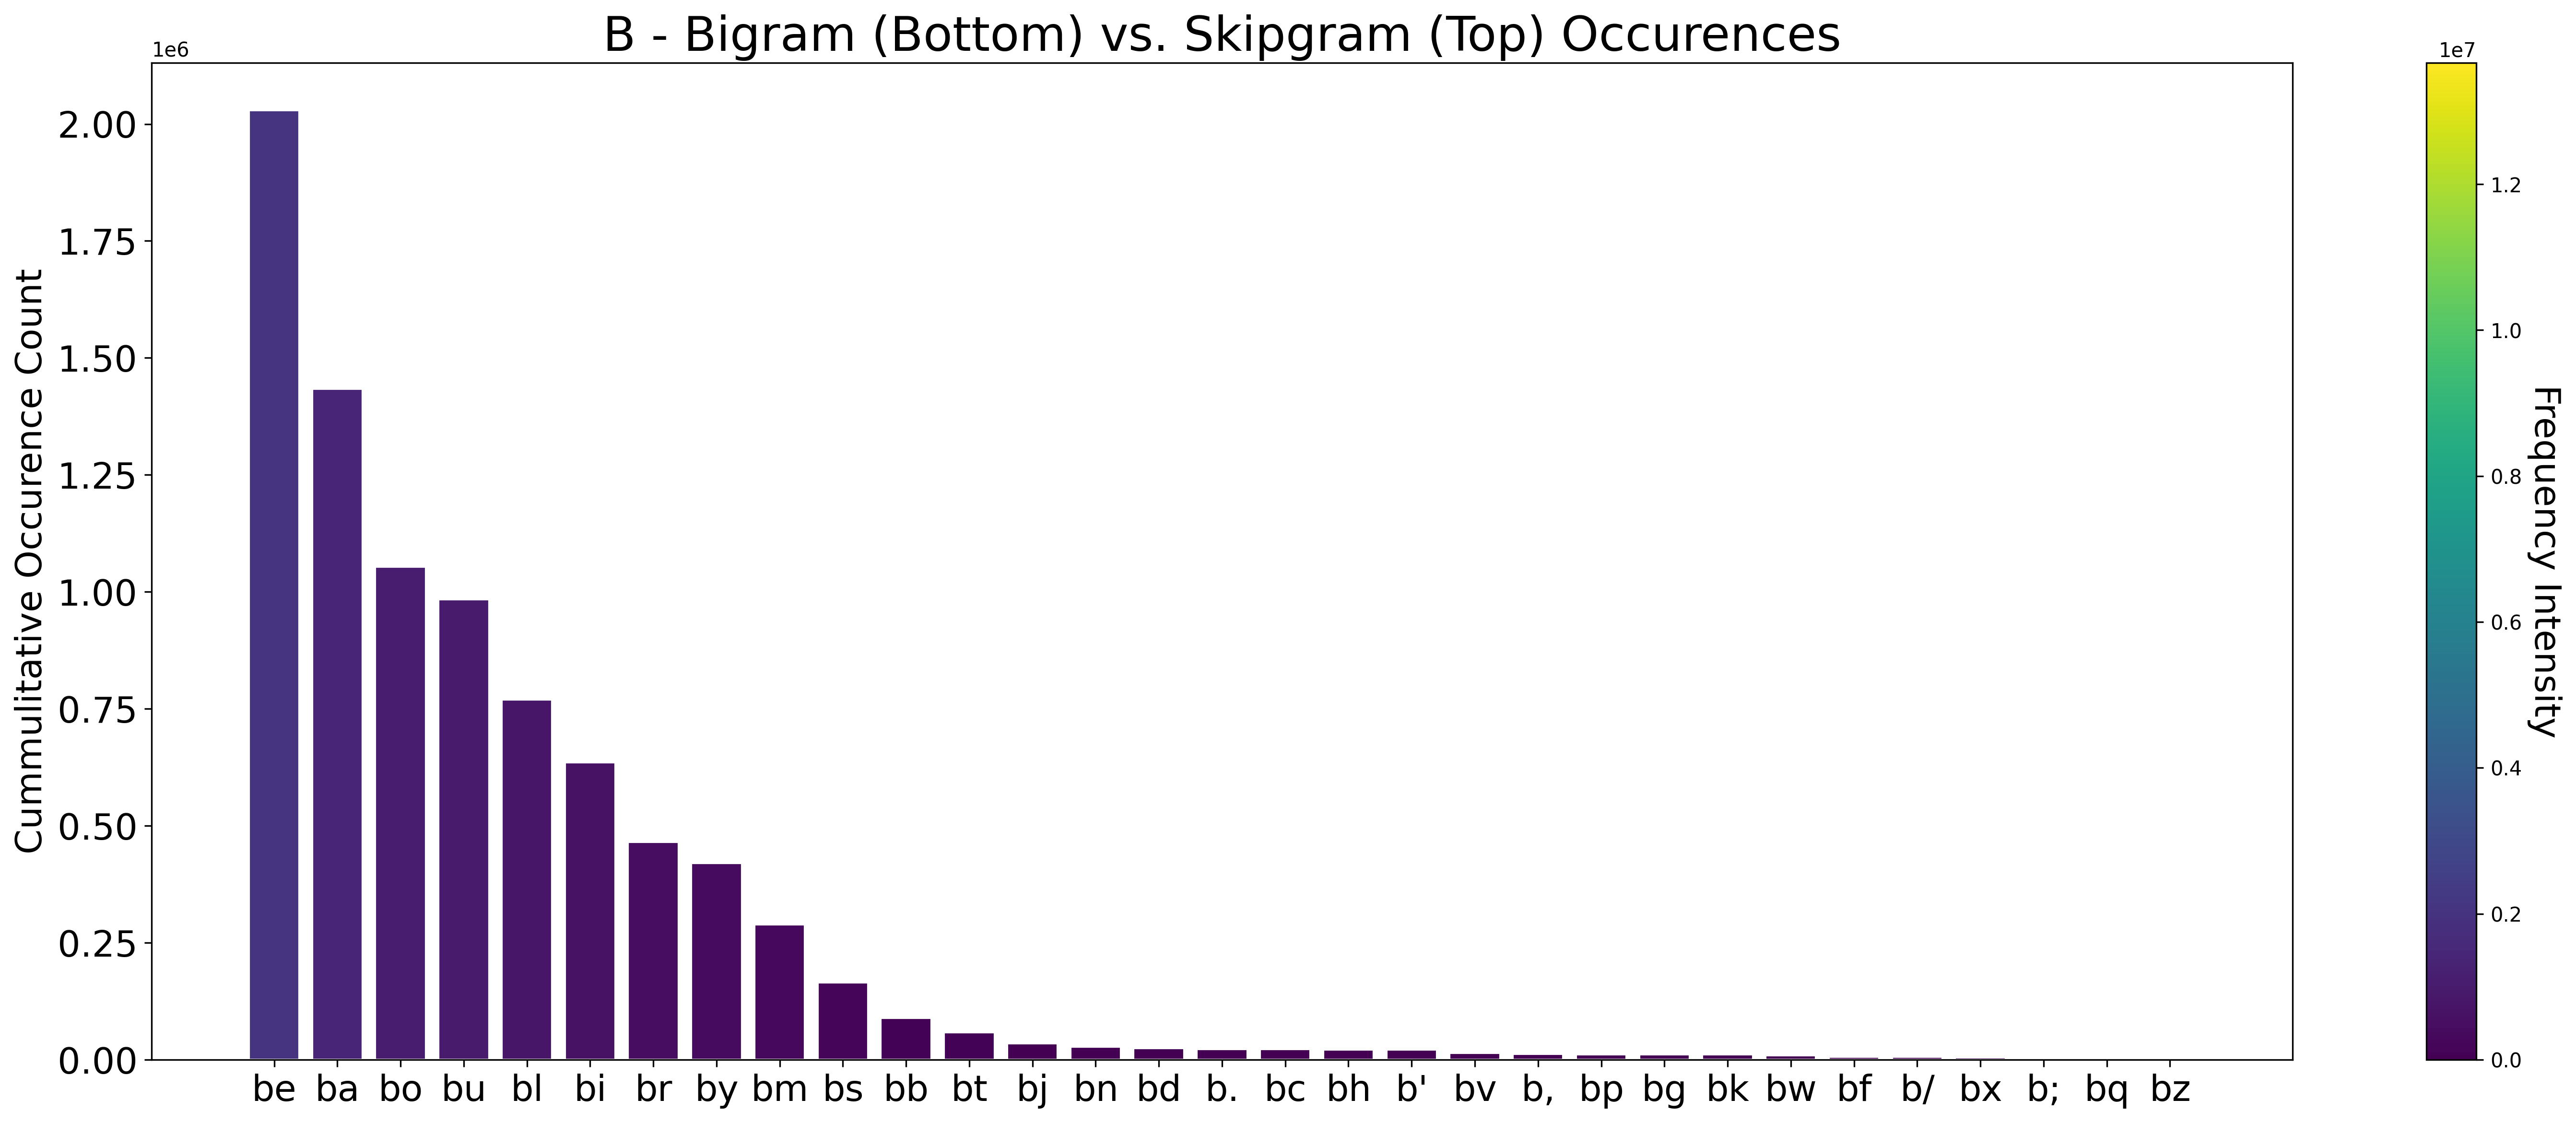 B - Bigram (Bottom) vs. Skipgram (Top) Occurences
1e6
2.00
1.75
1.50
1.25
1.00
0.75
0.50
0.25
0.00
Cummulitative Occurence Count
be ba bo bu bl bi br by bm bs bb bt bj bn bd b. bc bh b' bv b, bp bg bk bw bf b/ bx b; bq bz
1e7
1.2
1.0
0.8
0.6
0.4
0.2
0.0
Frequency Intensity